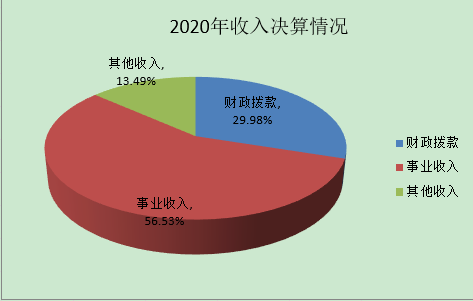 2020年收入决算情况
其他收入,
13.49%
财政拨款,
29.98%
事业收入,
56.53%
财政拨款
事业收入
其他收入